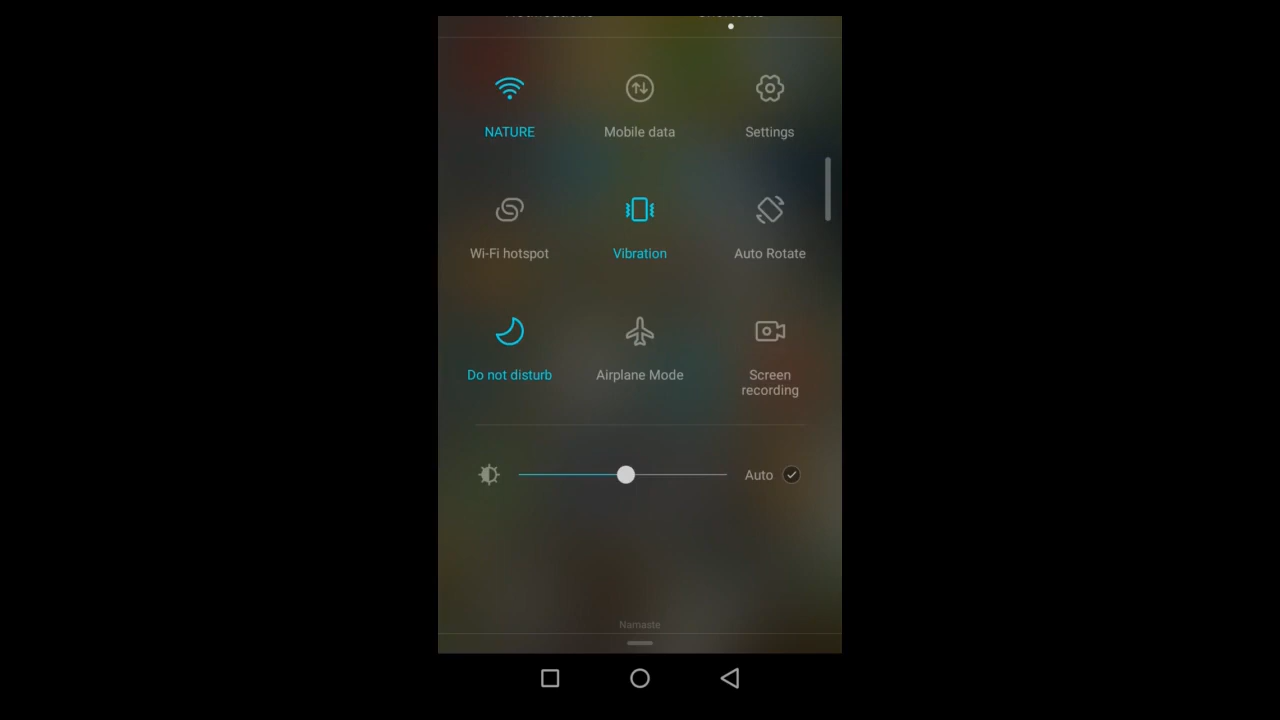 NATURE
Mobile data
Settings
Wi-Fi hotspot
Vibration
Auto Rotate
Do not disturb
Airplane Mode
Screen
recording
Auto
Namaste